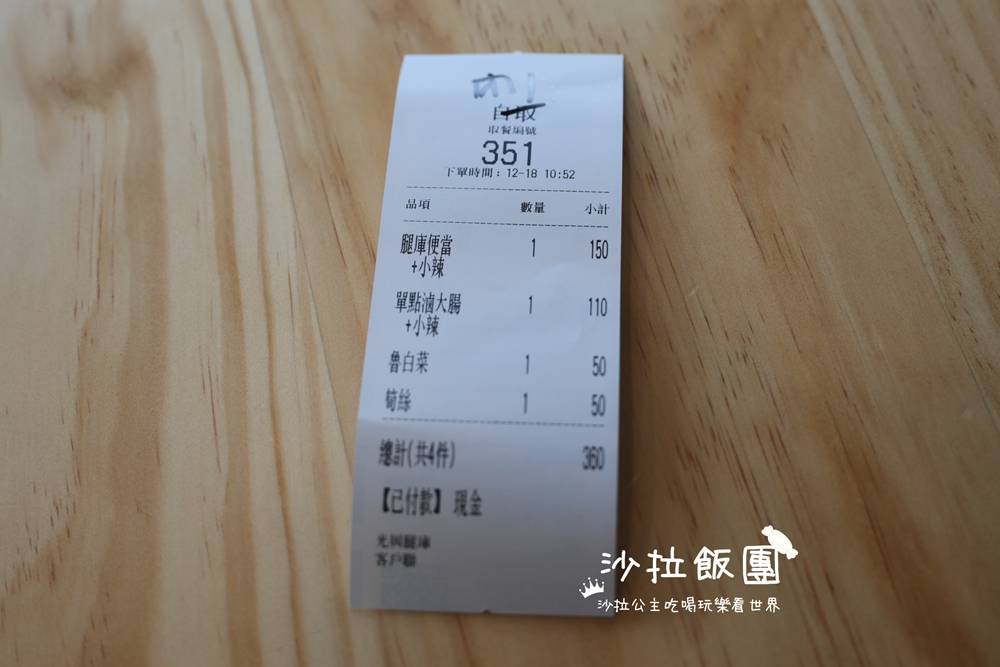 內
自取
取餐編號
351
下單時間：12-18 10:52
品項 數量 小計
腿庫便當 1 150
+小辣
單點滷大腸 1 110
+小辣
魯白菜 1 50
筍絲 1 50
總計(共4件) 360
【已付款】 現金
光興腿庫
客戶聯
沙拉飯團
沙拉公主吃喝玩樂看世界